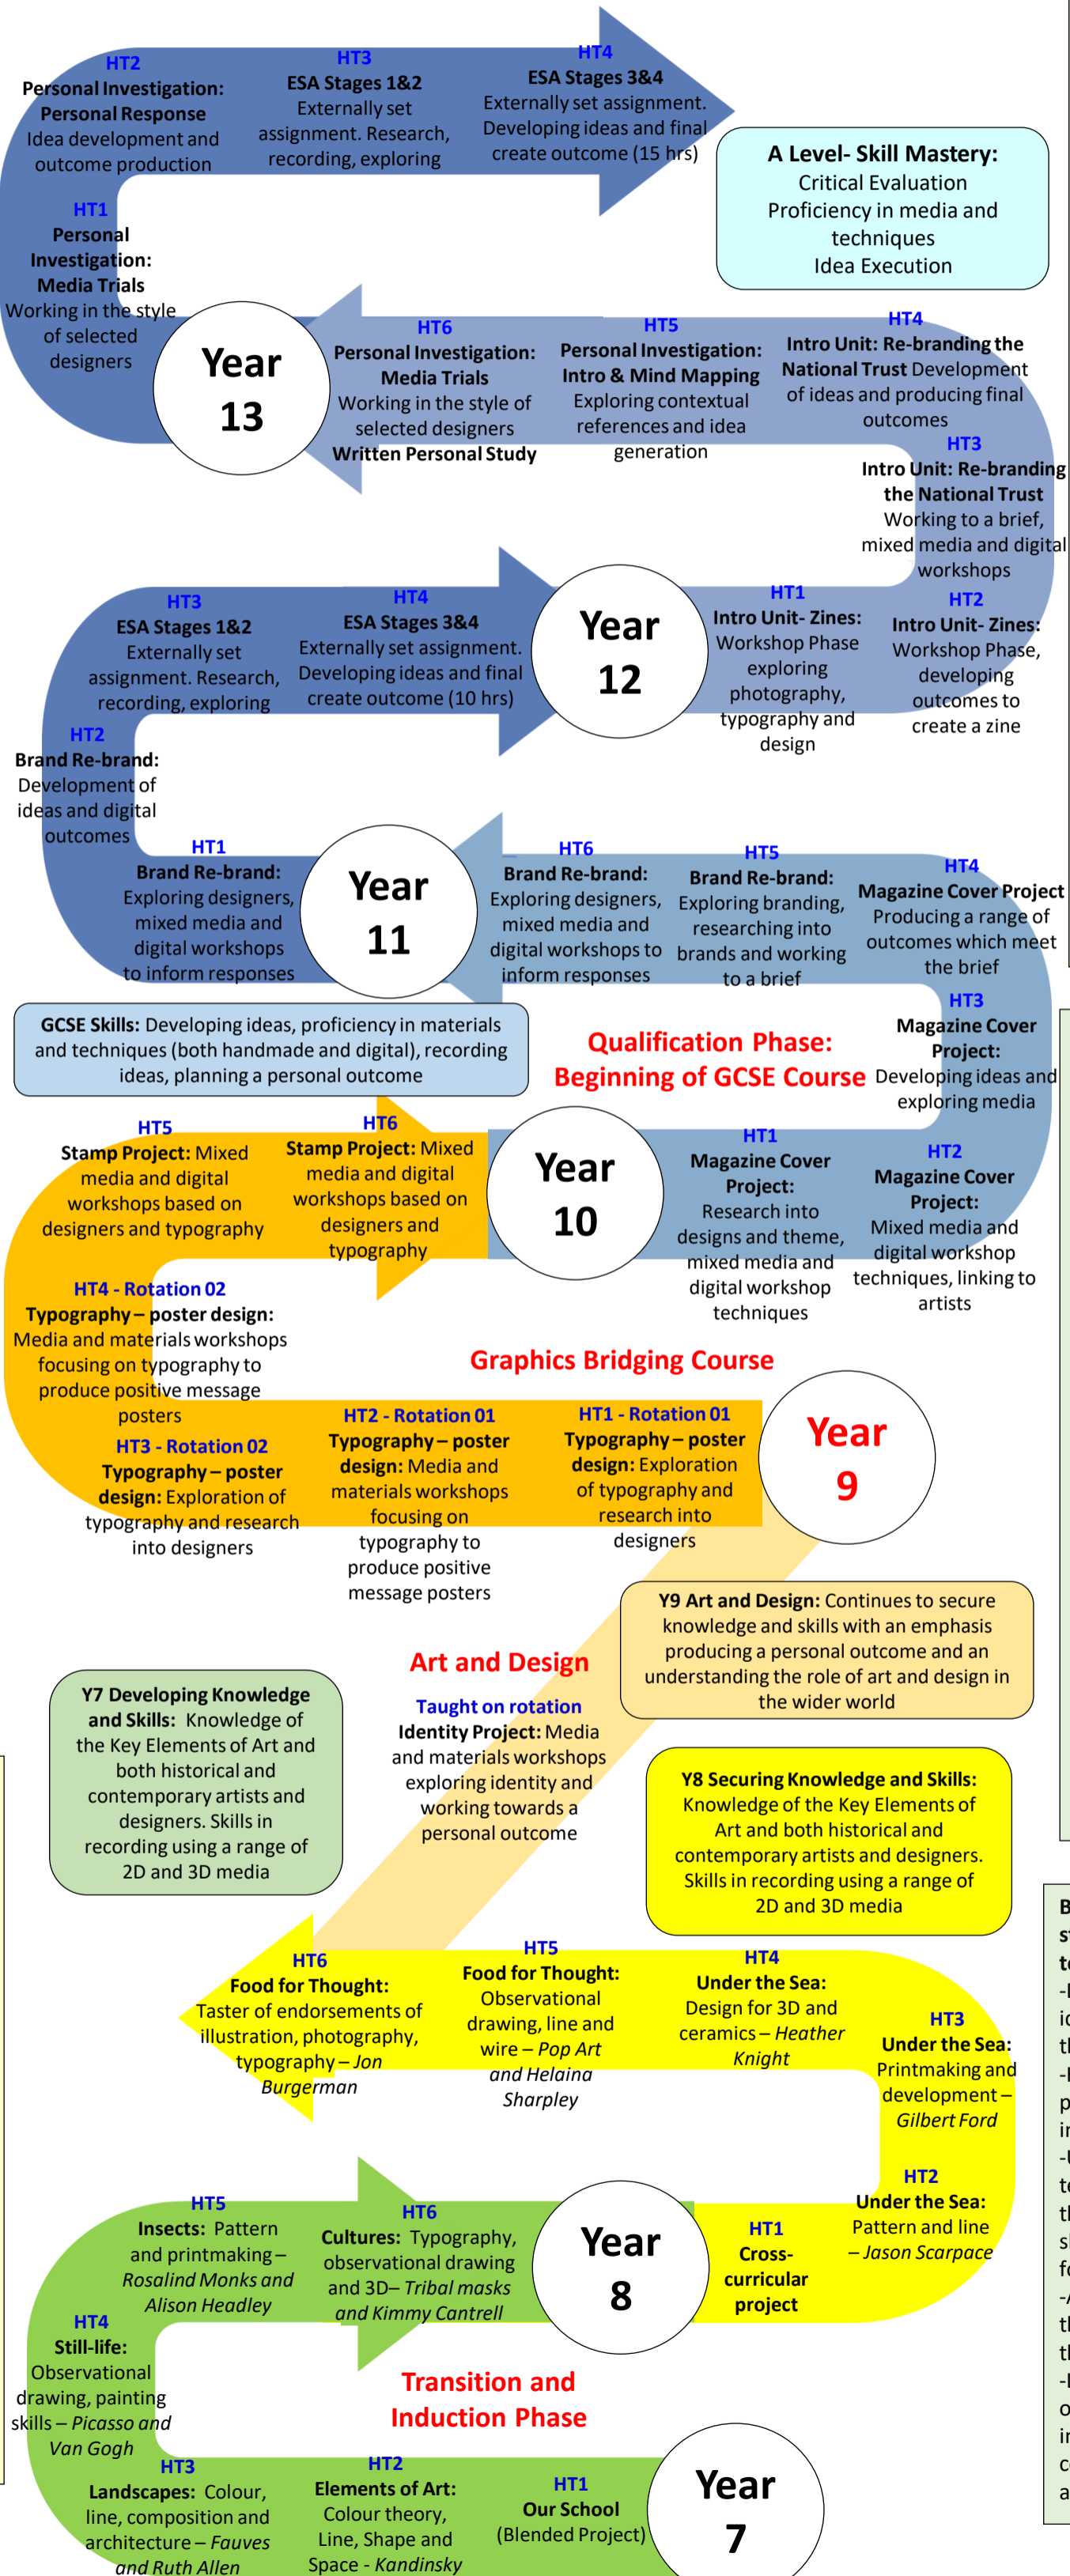 HT2
Personal Investigation:
Personal Response
Idea development and
outcome production
HT3
ESA Stages 1&2
Externally set
assignment. Research,
recording, exploring
HT4
ESA Stages 3&4
Externally set assignment.
Developing ideas and final
create outcome (15 hrs)
A Level- Skill Mastery:
Critical Evaluation
Proficiency in media and
techniques
Idea Execution
HT1
Personal
Investigation:
Media Trials
Working in the style
of selected
designers
Year
13
HT6
Personal Investigation:
Media Trials
Working in the style of
selected designers
Written Personal Study
HT5
Personal Investigation:
Intro & Mind Mapping
Exploring contextual
references and idea
generation
HT4
Intro Unit: Re-branding the
National Trust Development
of ideas and producing final
outcomes
HT3
Intro Unit: Re-branding
the National Trust
Working to a brief,
mixed media and digital
workshops
HT3
ESA Stages 1&2
Externally set
assignment. Research,
recording, exploring
HT4
ESA Stages 3&4
Externally set assignment.
Developing ideas and final
create outcome (10 hrs)
Year
12
HT1
Intro Unit- Zines:
Workshop Phase
exploring
photography,
typography and
design
HT2
Intro Unit- Zines:
Workshop Phase,
developing
outcomes to
create a zine
HT2
Brand Re-brand:
Development of
ideas and digital
outcomes
HT1
Brand Re-brand:
Exploring designers,
mixed media and
digital workshops
to inform responses
Year
11
HT6
Brand Re-brand:
Exploring designers,
mixed media and
digital workshops to
inform responses
HT5
Brand Re-brand:
Exploring branding,
researching into
brands and working
to a brief
HT4
Magazine Cover Project
Producing a range of
outcomes which meet
the brief
HT3
Magazine Cover
Project:
Developing ideas and
exploring media
GCSE Skills: Developing ideas, proficiency in materials
and techniques (both handmade and digital), recording
ideas, planning a personal outcome
Qualification Phase:
Beginning of GCSE Course
HT5
Stamp Project: Mixed
media and digital
workshops based on
designers and typography
HT6
Stamp Project: Mixed
media and digital
workshops based on
designers and
typography
Year
10
HT1
Magazine Cover
Project:
Research into
designs and theme,
mixed media and
digital workshop
techniques
HT2
Magazine Cover
Project:
Mixed media and
digital workshop
techniques, linking to
artists
HT4 - Rotation 02
Typography – poster design:
Media and materials workshops
focusing on typography to
produce positive message
posters
Graphics Bridging Course
HT3 - Rotation 02
Typography – poster
design: Exploration of
typography and research
into designers
HT2 - Rotation 01
Typography – poster
design: Media and
materials workshops
focusing on
typography to
produce positive
message posters
HT1 - Rotation 01
Typography – poster
design: Exploration
of typography and
research into
designers
Year
9
Y9 Art and Design: Continues to secure
knowledge and skills with an emphasis
producing a personal outcome and an
understanding the role of art and design in
the wider world
Art and Design
Taught on rotation
Identity Project: Media
and materials workshops
exploring identity and
working towards a
personal outcome
Y7 Developing Knowledge
and Skills: Knowledge of
the Key Elements of Art and
both historical and
contemporary artists and
designers. Skills in
recording using a range of
2D and 3D media
Y8 Securing Knowledge and Skills:
Knowledge of the Key Elements of
Art and both historical and
contemporary artists and designers.
Skills in recording using a range of
2D and 3D media
HT6
Food for Thought:
Taster of endorsements of
illustration, photography,
typography – Jon
Burgerman
HT5
Food for Thought:
Observational
drawing, line and
wire – Pop Art
and Helaina
Sharpley
HT4
Under the Sea:
Design for 3D and
ceramics – Heather
Knight
HT3
Under the Sea:
Printmaking and
development –
Gilbert Ford
HT2
Under the Sea:
Pattern and line
– Jason Scarpace
HT1
Cross-
curricular
project
Year
8
HT6
Cultures: Typography,
observational drawing
and 3D– Tribal masks
and Kimmy Cantrell
HT5
Insects: Pattern
and printmaking –
Rosalind Monks and
Alison Headley
HT4
Still-life:
Observational
drawing, painting
skills – Picasso and
Van Gogh
Transition and
Induction Phase
HT3
Landscapes: Colour,
line, composition and
architecture – Fauves
and Ruth Allen
HT2
Elements of Art:
Colour theory,
Line, Shape and
Space - Kandinsky
HT1
Our School
(Blended Project)
Year
7